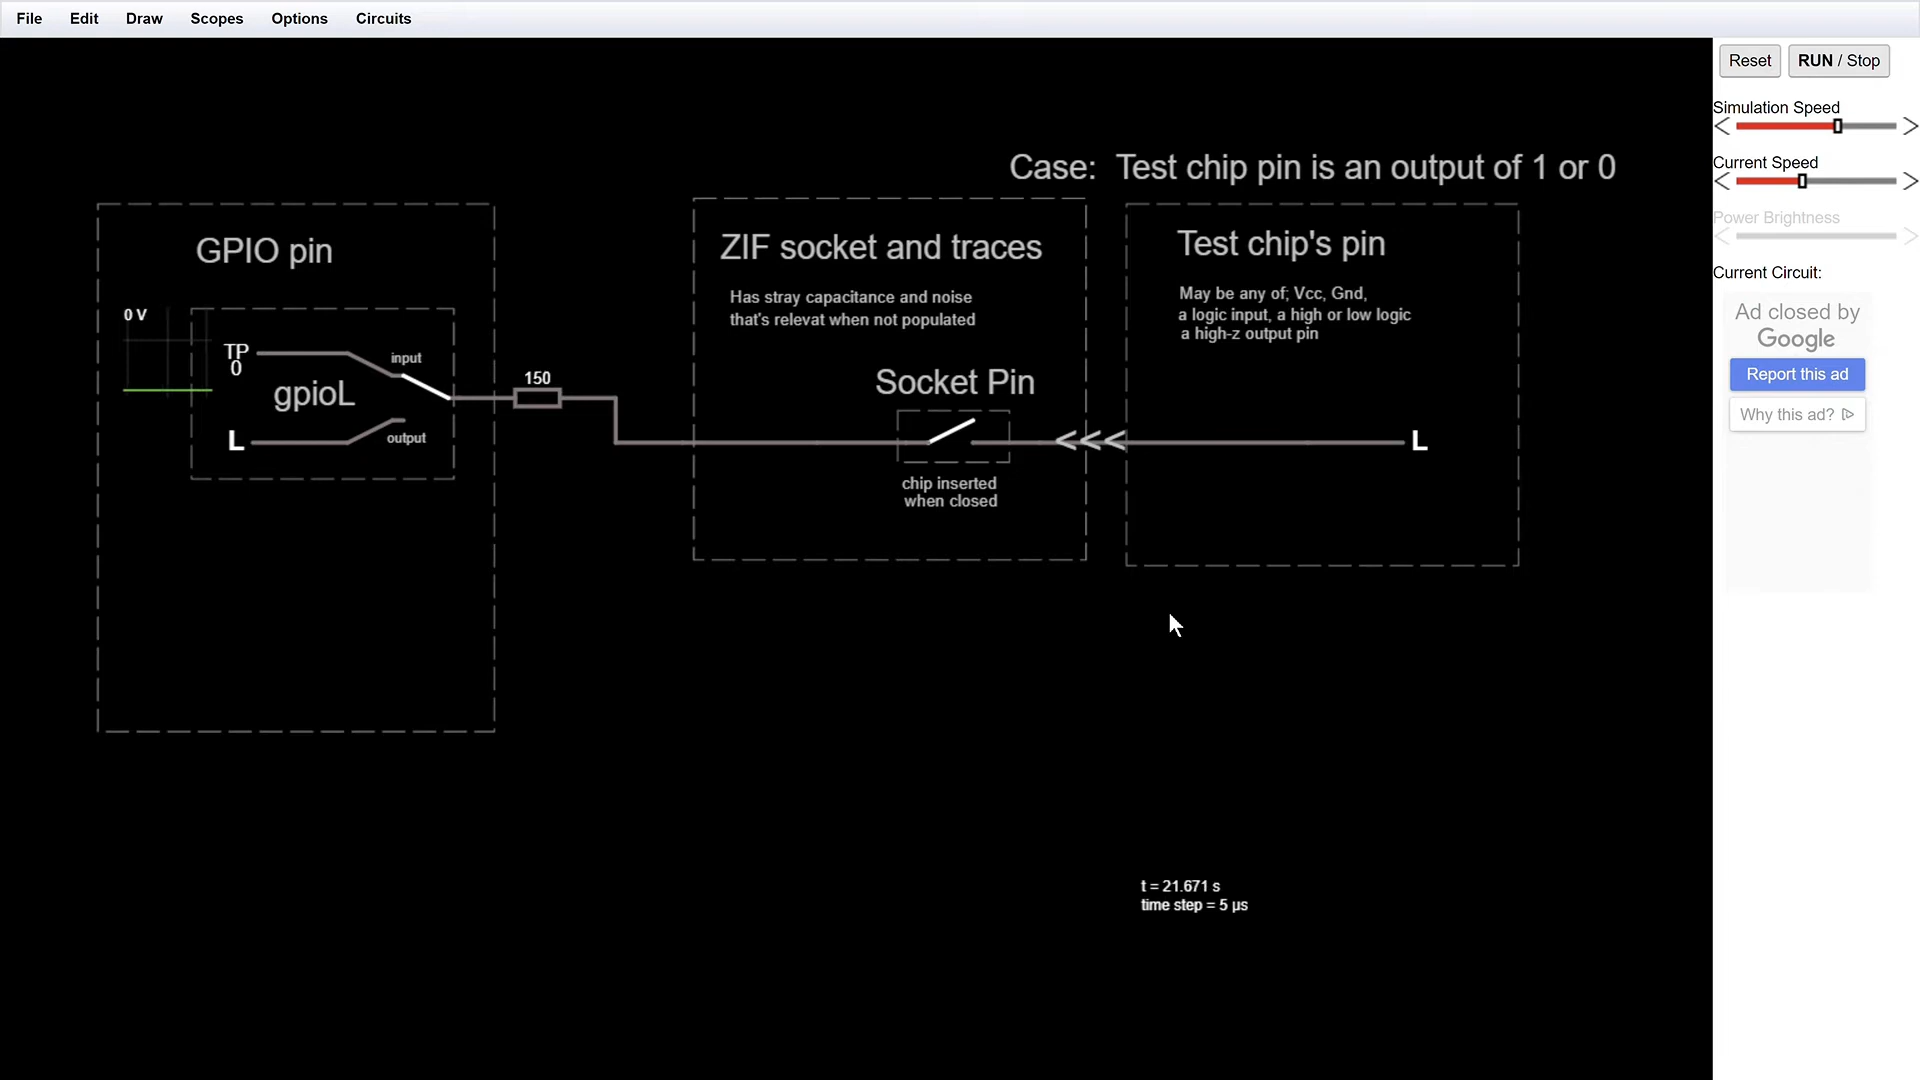 File Edit Draw Scopes Options Circuits
Reset RUN / Stop
Simulation Speed
Current Speed
Power Brightness
Current Circuit:
Ad closed by
Google
Report this ad
Why this ad?
Case: Test chip pin is an output of 1 or 0
GPIO pin
0 V
TP
0
input
gpioL
L
output
150
ZIF socket and traces
Has stray capacitance and noise
that's relevat when not populated
Socket Pin
chip inserted
when closed
Test chip's pin
May be any of; Vcc, Gnd,
a logic input, a high or low logic
a high-z output pin
L
t = 21.671 s
time step = 5 µs